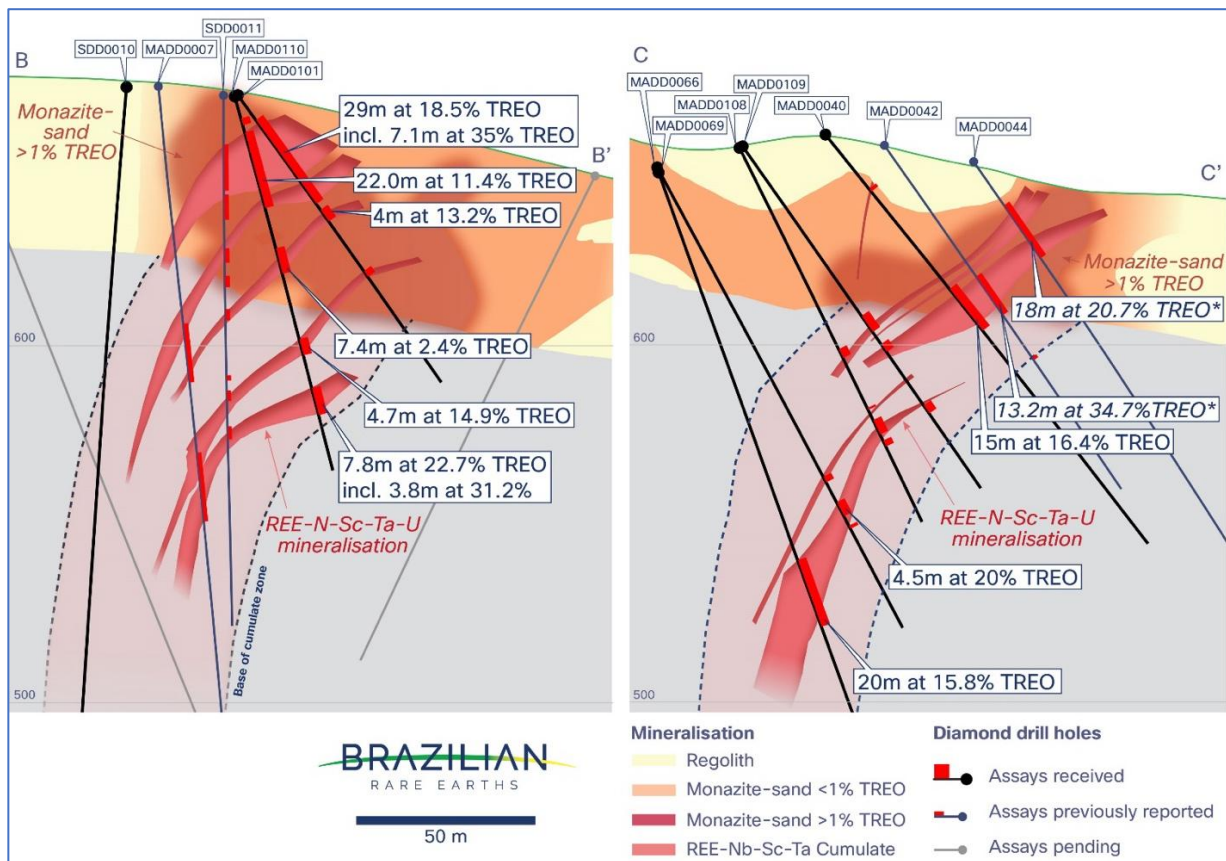 B
SDD0010
MADD0007
SDD0011
MADD0110
MADD0101
Monazite-
sand
>1% TREO
29m at 18.5% TREO
incl. 7.1m at 35% TREO
22.0m at 11.4% TREO
4m at 13.2% TREO
B'
600
7.4m at 2.4% TREO
4.7m at 14.9% TREO
7.8m at 22.7% TREO
incl. 3.8m at 31.2%
REE-N-Sc-Ta-U
mineralisation
Base of cumulate zone
500
C
MADD0066
MADD0069
MADD0108
MADD0109
MADD0040
MADD0042
MADD0044
C'
Monazite-sand
>1% TREO
18m at 20.7% TREO*
600
13.2m at 34.7%TREO*
15m at 16.4% TREO
REE-N-Sc-Ta-U
mineralisation
4.5m at 20% TREO
20m at 15.8% TREO
500
BRAZILIAN
RARE EARTHS
50 m
Mineralisation
Regolith
Monazite-sand <1% TREO
Monazite-sand >1% TREO
REE-Nb-Sc-Ta Cumulate
Diamond drill holes
Assays received
Assays previously reported
Assays pending